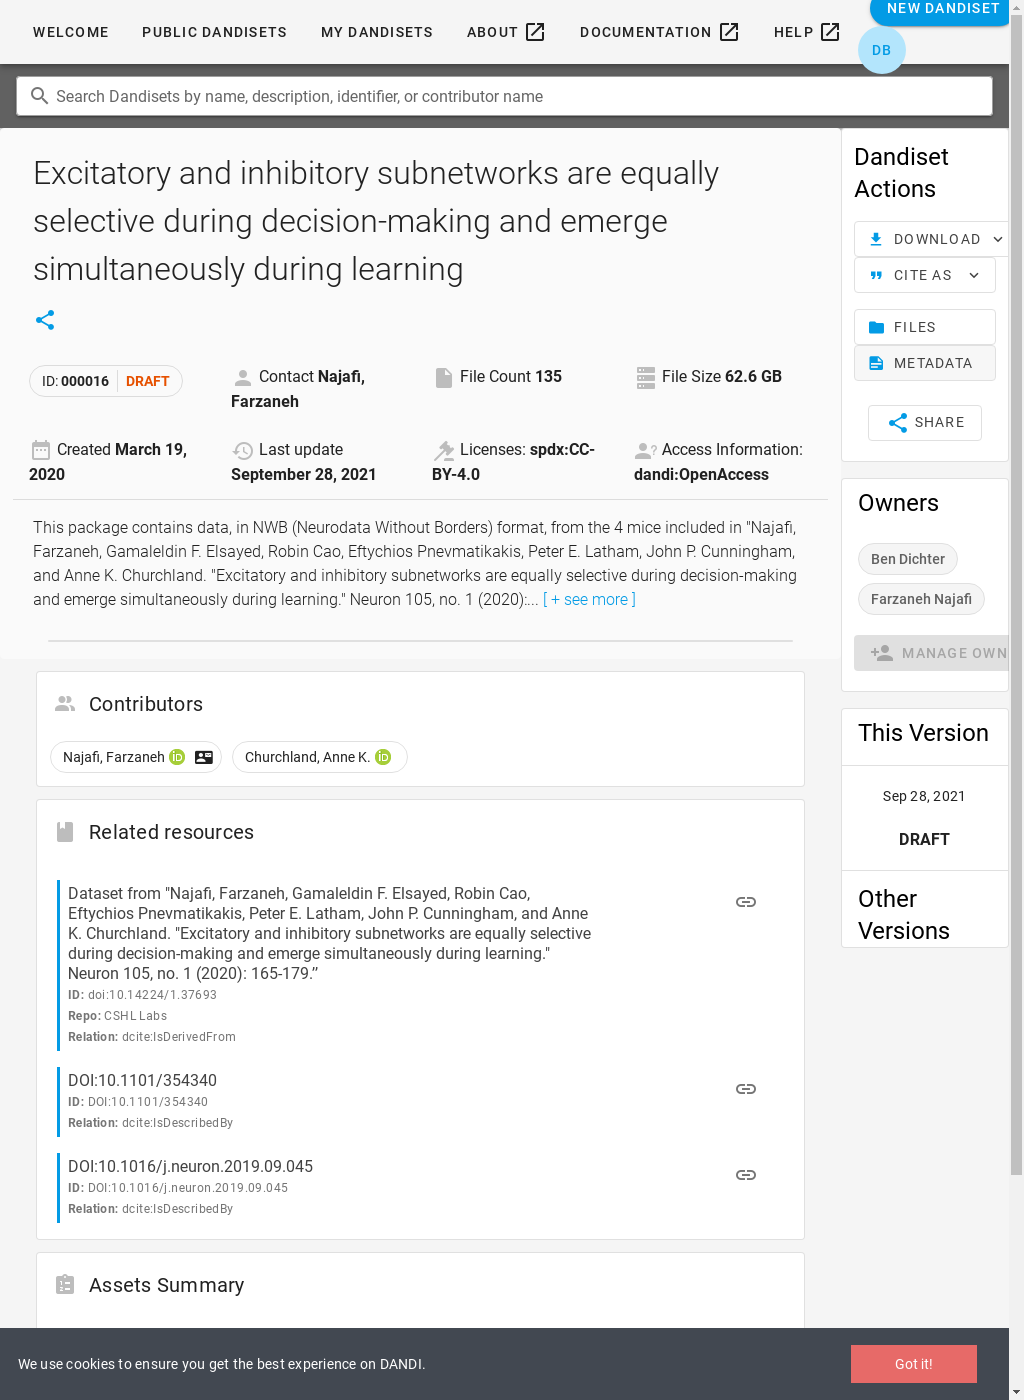 WELCOME PUBLIC DANDISETS MY DANDISETS ABOUT DOCUMENTATION HELP NEW DANDISET
DB
Search Dandisets by name, description, identifier, or contributor name
Excitatory and inhibitory subnetworks are equally
selective during decision-making and emerge
simultaneously during learning
ID: 000016 DRAFT
Contact Najafi,
Farzaneh
File Count 135
File Size 62.6 GB
Created March 19,
2020
Last update
September 28, 2021
Licenses: spdx:CC-
BY-4.0
Access Information:
dandi:OpenAccess
This package contains data, in NWB (Neurodata Without Borders) format, from the 4 mice included in "Najafi,
Farzaneh, Gamaleldin F. Elsayed, Robin Cao, Eftychios Pnevmatikakis, Peter E. Latham, John P. Cunningham,
and Anne K. Churchland. "Excitatory and inhibitory subnetworks are equally selective during decision-making
and emerge simultaneously during learning." Neuron 105, no. 1 (2020):... [ + see more ]
Contributors
Najafi, Farzaneh iD
Churchland, Anne K. iD
Related resources
Dataset from "Najafi, Farzaneh, Gamaleldin F. Elsayed, Robin Cao,
Eftychios Pnevmatikakis, Peter E. Latham, John P. Cunningham, and Anne
K. Churchland. "Excitatory and inhibitory subnetworks are equally selective
during decision-making and emerge simultaneously during learning."
Neuron 105, no. 1 (2020): 165-179.”
ID: doi:10.14224/1.37693
Repo: CSHL Labs
Relation: dcite:IsDerivedFrom
DOI:10.1101/354340
ID: DOI:10.1101/354340
Relation: dcite:IsDescribedBy
DOI:10.1016/j.neuron.2019.09.045
ID: DOI:10.1016/j.neuron.2019.09.045
Relation: dcite:IsDescribedBy
Assets Summary
Dandiset
Actions
DOWNLOAD
CITE AS
FILES
METADATA
SHARE
Owners
Ben Dichter
Farzaneh Najafi
MANAGE OWN
This Version
Sep 28, 2021
DRAFT
Other
Versions
We use cookies to ensure you get the best experience on DANDI.
Got it!